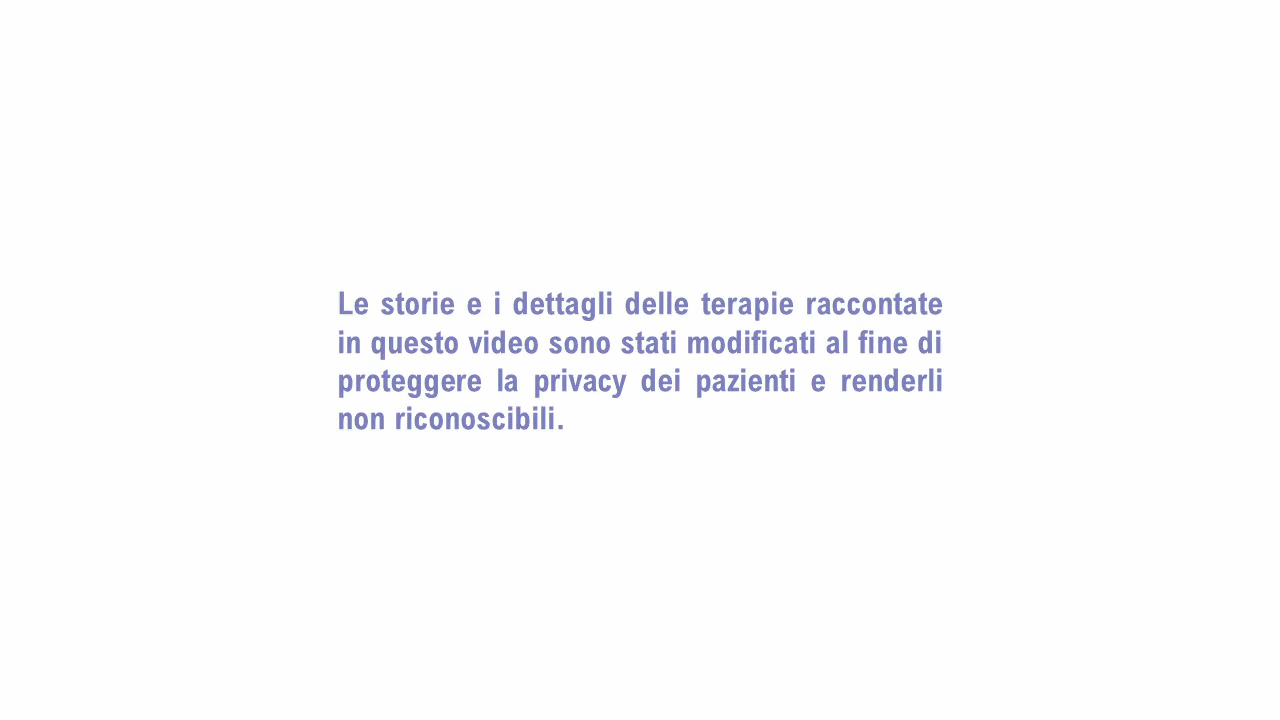 Le storie e i dettagli delle terapie raccontate
in questo video sono stati modificati al fine di
proteggere la privacy dei pazienti e renderli
non riconoscibili.